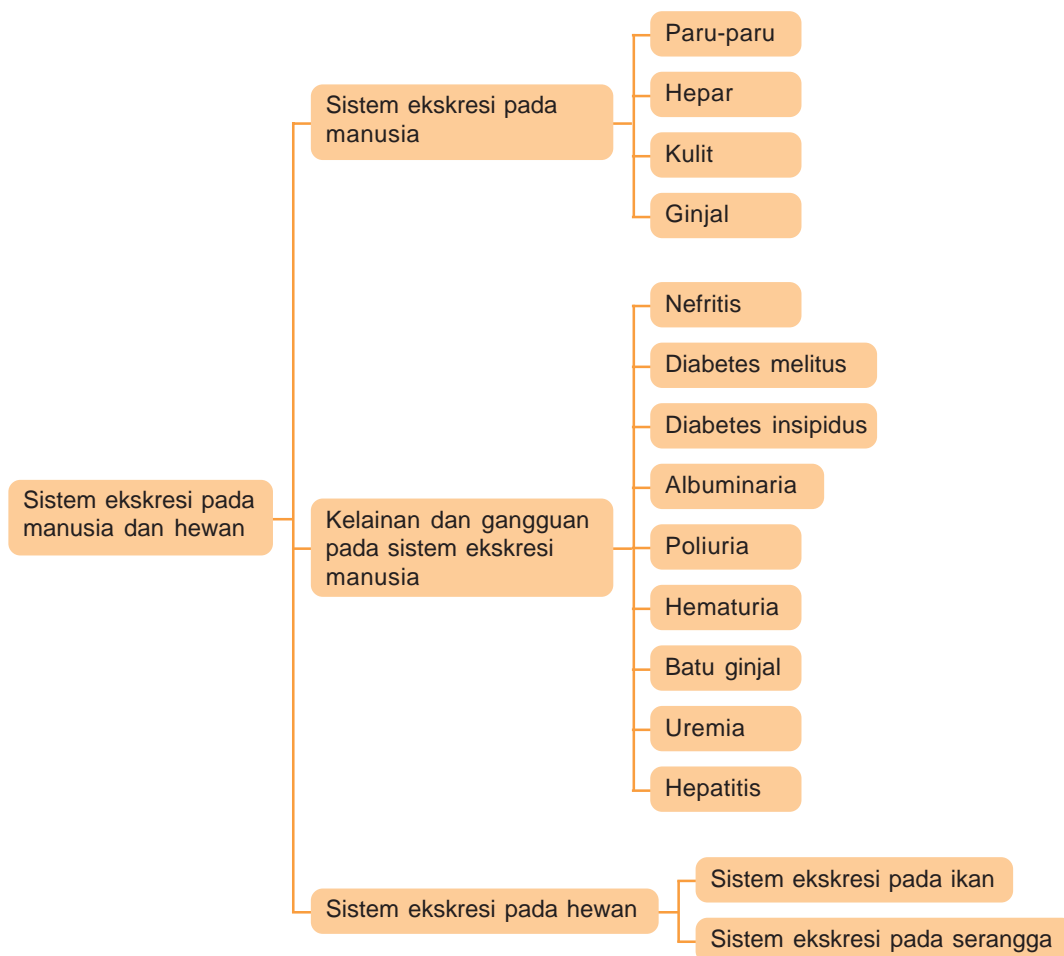 Sistem ekskresi pada
manusia dan hewan
Sistem ekskresi pada
manusia
Paru-paru
Hepar
Kulit
Ginjal
Kelainan dan gangguan
pada sistem ekskresi
manusia
Nefritis
Diabetes melitus
Diabetes insipidus
Albuminaria
Poliuria
Hematuria
Batu ginjal
Uremia
Hepatitis
Sistem ekskresi pada hewan
Sistem ekskresi pada ikan
Sistem ekskresi pada serangga